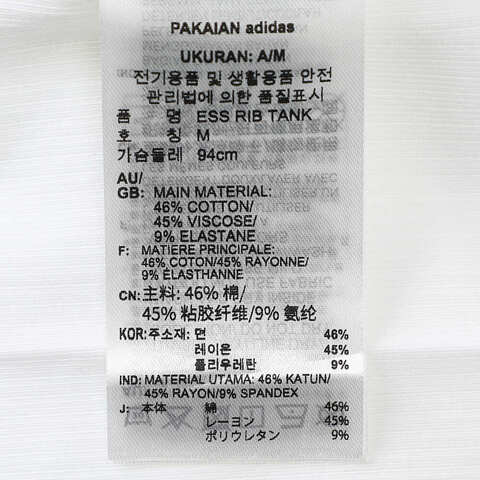 PAKAIAN adidas
UKURAN: A/M
전기용품 및 생활용품 안전
관리법에 의한 품질표시
품 명 ESS RIB TANK
호 칭 M
가슴둘레 94cm
AU/
GB: MAIN MATERIAL:
46% COTTON/
45% VISCOSE/
9% ELASTANE
F: MATIERE PRINCIPALE:
46% COTON/45% RAYONNE/
9% ÉLASTHANNE
CN: 主料: 46% 棉/
45% 粘胶纤维/9% 氨纶
KOR: 주소재: 면 46%
레이온 45%
폴리우레탄 9%
IND: MATERIAL UTAMA: 46% KATUN/
45% RAYON/9% SPANDEX
J: 本体 綿 46%
レーヨン 45%
ポリウレタン 9%